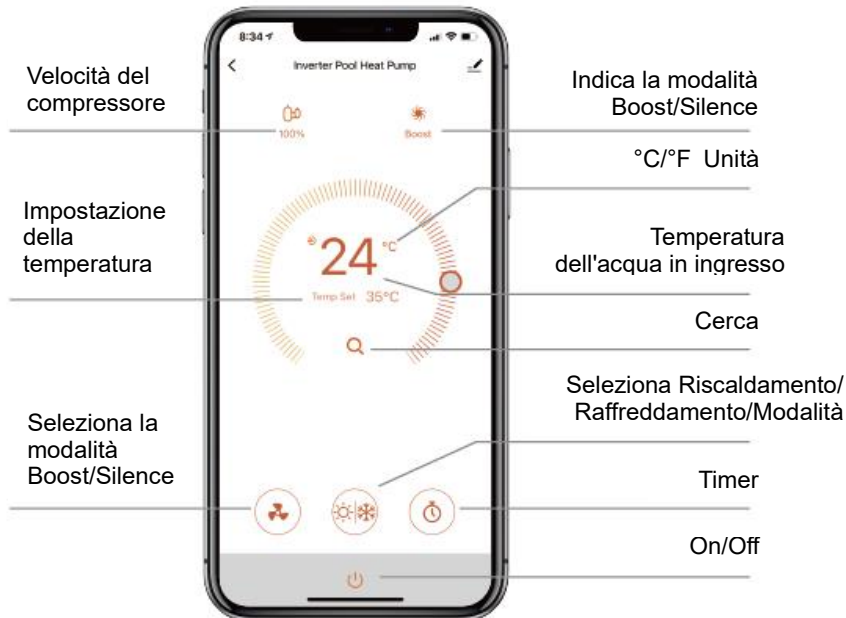 8:34
Inverter Pool Heat Pump
Velocità del
compressore
Indica la modalità
Boost/Silence
100%
Boost
°C/°F Unità
Impostazione
della
temperatura
24 °C
Temperatura
dell'acqua in ingresso
Temp Set 35°C
Cerca
Seleziona Riscaldamento/
Raffreddamento/Modalità
Seleziona la
modalità
Boost/Silence
Timer
On/Off